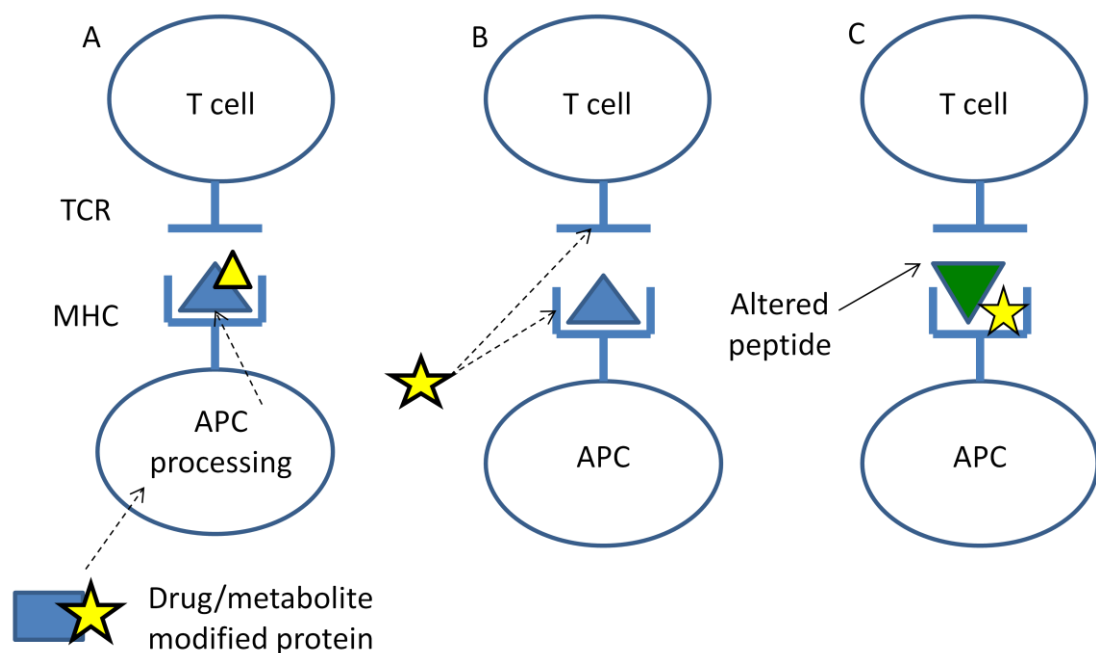 A
T cell
TCR
MHC
APC
processing
Drug/metabolite
modified protein
B
T cell
APC
C
T cell
Altered
peptide
APC